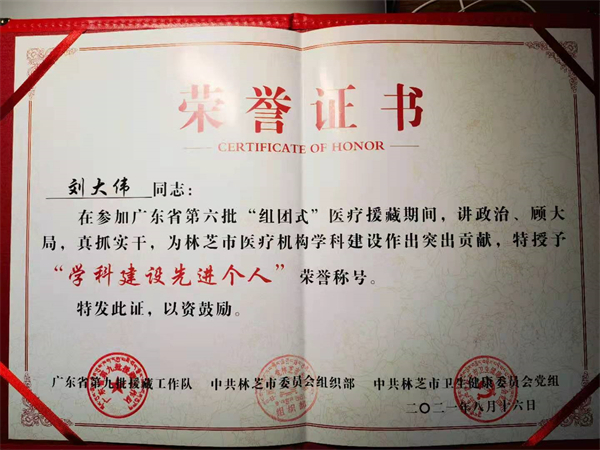 荣誉证书
CERTIFICATE OF HONOR
刘大伟 同志：
在参加广东省第六批“组团式”医疗援藏期间，讲政治、顾大
局，真抓实干，为林芝市医疗机构学科建设作出突出贡献，特授予
“学科建设先进个人” 荣誉称号。
特发此证，以资鼓励。
广东省第九批援藏工作队 中共林芝市委员会组织部 中共林芝市卫生健康委员会党组
二〇二一年八月十六日